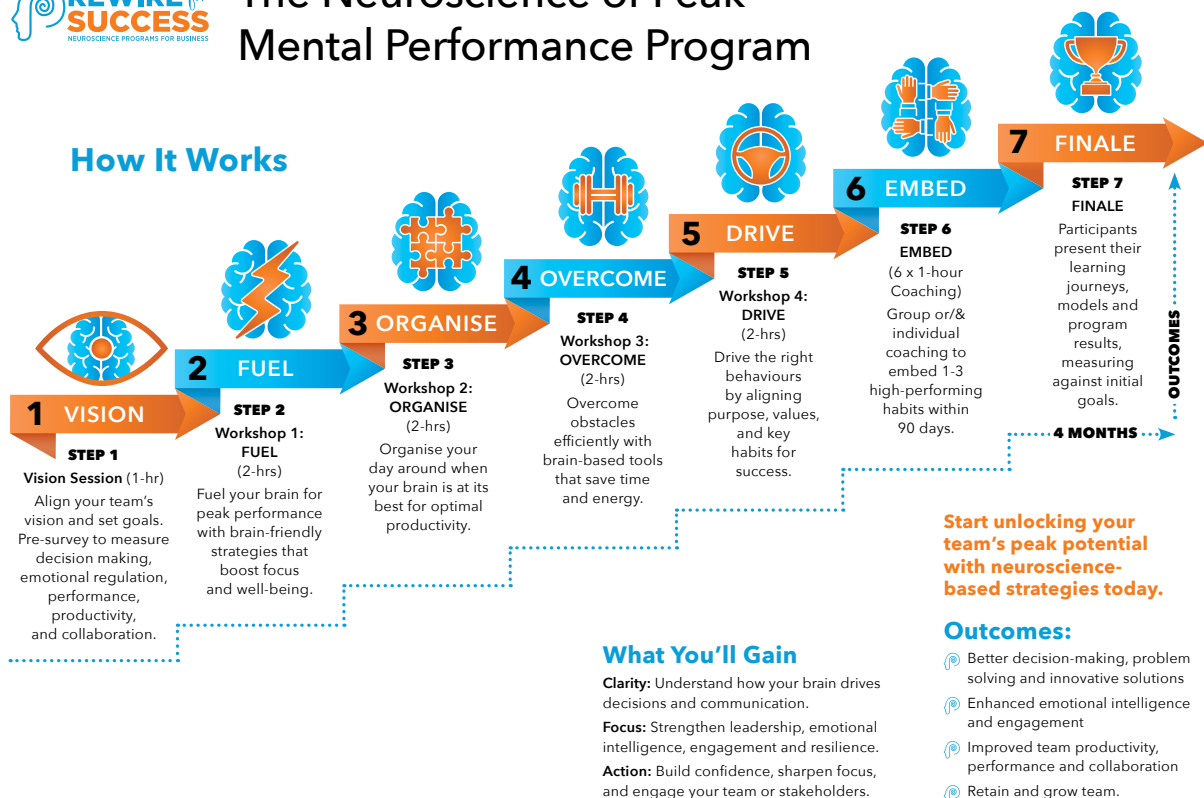 REWIRE for
SUCCESS
NEUROSCIENCE PROGRAMS FOR BUSINESS
The Neuroscience of Peak
Mental Performance Program
How It Works
1 VISION
STEP 1
Vision Session (1-hr)
Align your team’s
vision and set goals.
Pre-survey to measure
decision making,
emotional regulation,
performance,
productivity,
and collaboration.
2 FUEL
STEP 2
Workshop 1:
FUEL
(2-hrs)
Fuel your brain for
peak performance
with brain-friendly
strategies that
boost focus
and well-being.
3 ORGANISE
STEP 3
Workshop 2:
ORGANISE
(2-hrs)
Organise your
day around when
your brain is at its
best for optimal
productivity.
4 OVERCOME
STEP 4
Workshop 3:
OVERCOME
(2-hrs)
Overcome
obstacles
efficiently with
brain-based tools
that save time
and energy.
5 DRIVE
STEP 5
Workshop 4:
DRIVE
(2-hrs)
Drive the right
behaviours
by aligning
purpose, values,
and key
habits for
success.
6 EMBED
STEP 6
EMBED
(6 x 1-hour
Coaching)
Group or/&
individual
coaching to
embed 1-3
high-performing
habits within
90 days.
7 FINALE
STEP 7
FINALE
Participants
present their
learning
journeys,
models and
program
results,
measuring
against initial
goals.
OUTCOMES
4 MONTHS
Start unlocking your
team’s peak potential
with neuroscience-
based strategies today.
What You’ll Gain
Clarity: Understand how your brain drives
decisions and communication.
Focus: Strengthen leadership, emotional
intelligence, engagement and resilience.
Action: Build confidence, sharpen focus,
and engage your team or stakeholders.
Outcomes:
Better decision-making, problem
solving and innovative solutions
Enhanced emotional intelligence
and engagement
Improved team productivity,
performance and collaboration
Retain and grow team.